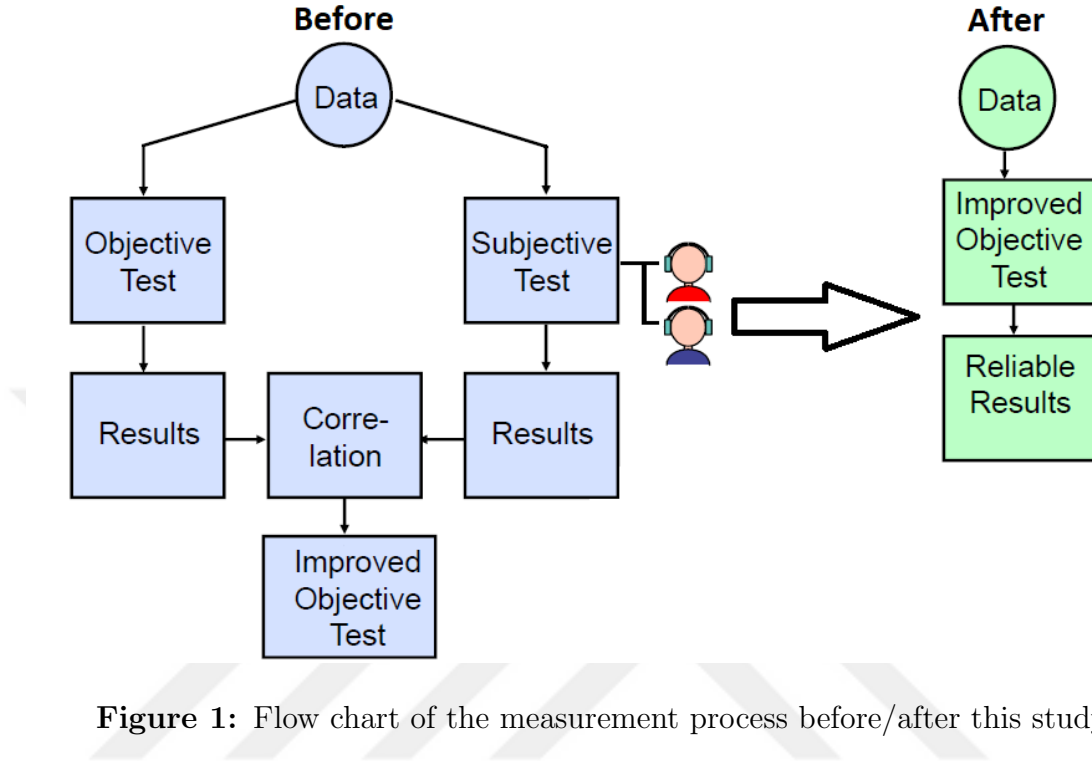 Before
After
Data
Data
Objective
Test
Subjective
Test
Improved
Objective
Test
Results
Corre-
lation
Results
Reliable
Results
Improved
Objective
Test
Figure 1: Flow chart of the measurement process before/after this study